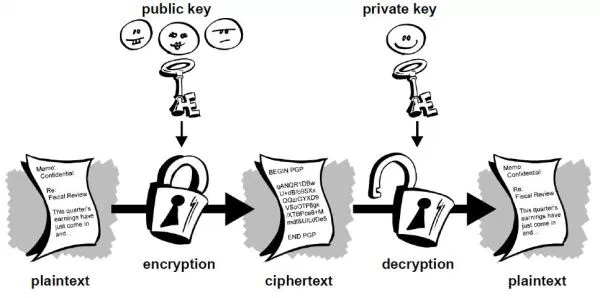 public key
private key
Memo:
Confidential
Re:
Fiscal Review
This quarter's
earnings have
just come in
and...
BEGIN PGP
qANQR1DBw
END PGP
Memo:
Confidential
Re:
Fiscal Review
This quarter's
earnings have
just come in
and...
plaintext
encryption
ciphertext
decryption
plaintext